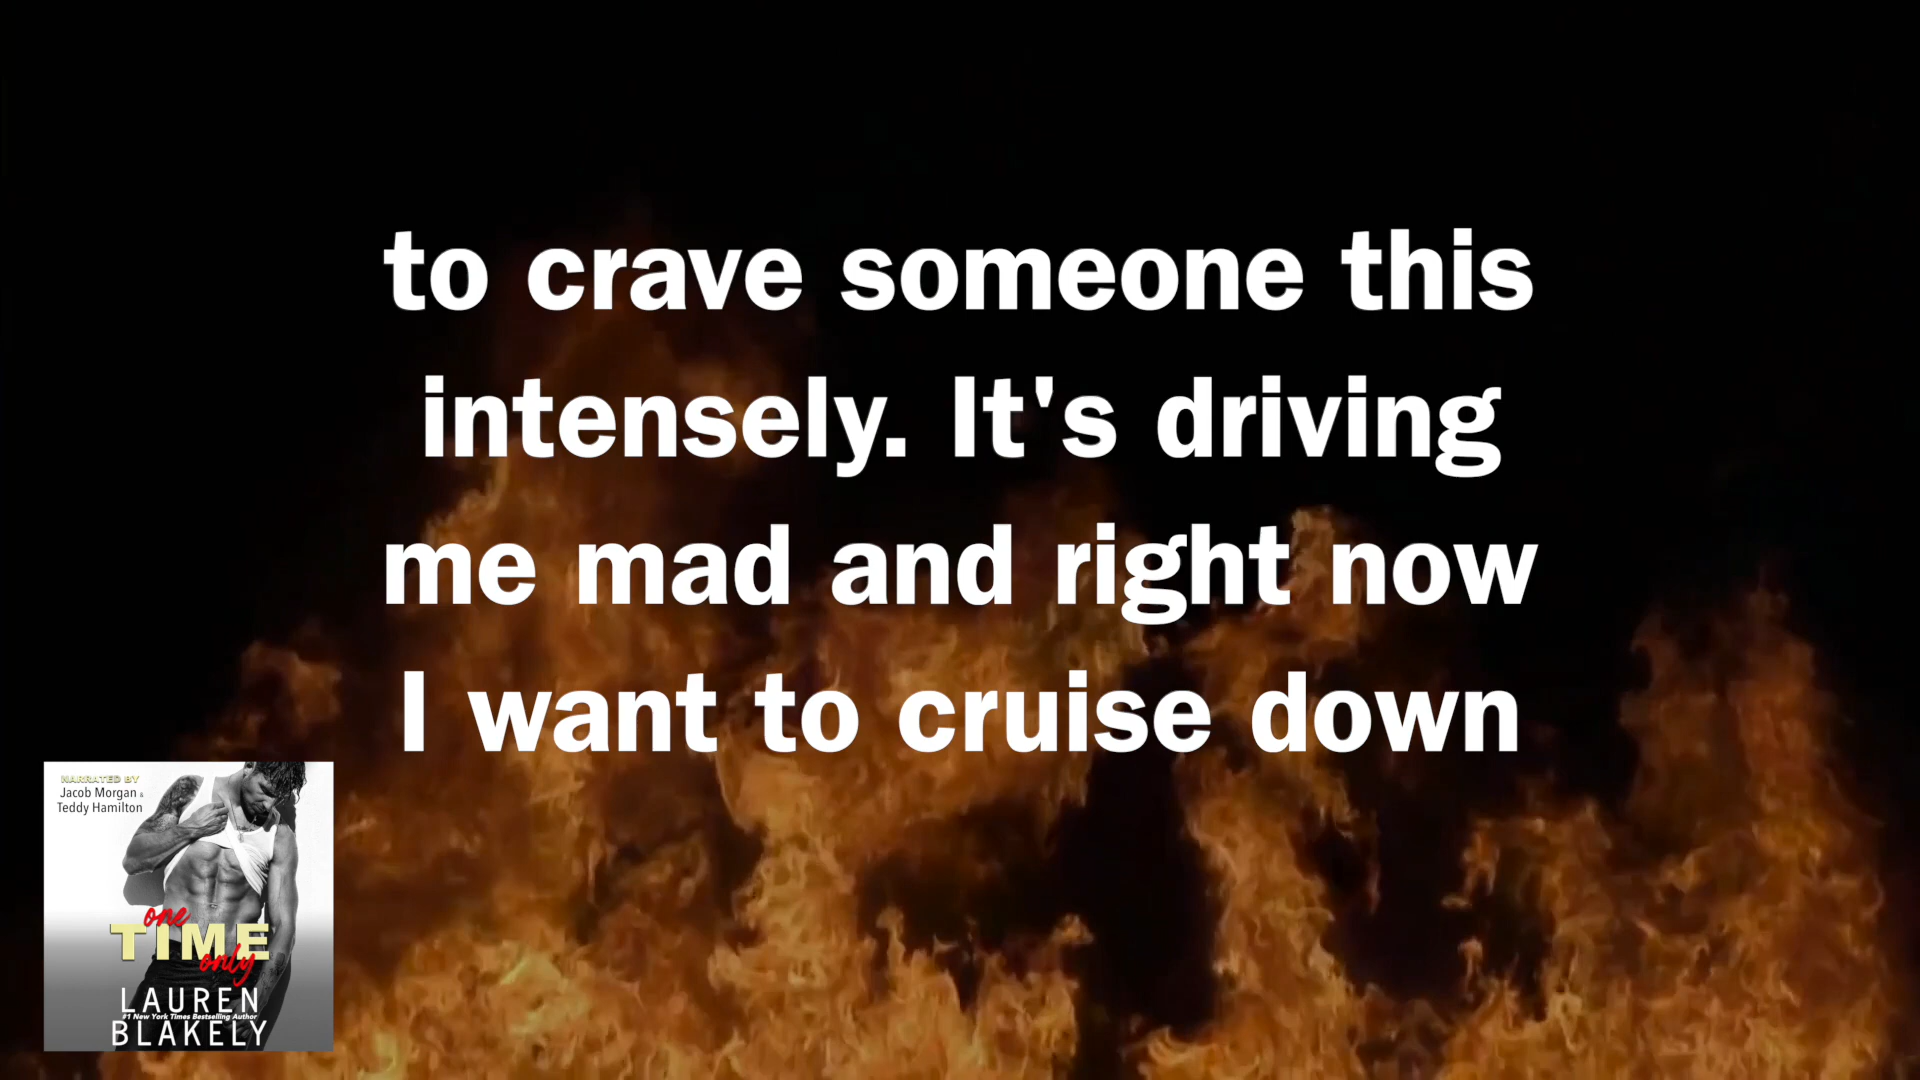 to crave someone this
intensely. It's driving
me mad and right now
I want to cruise down
NARRATED BY
Jacob Morgan &
Teddy Hamilton
one
TIME
only
LAUREN
#1 New York Times Bestselling Author
BLAKELY